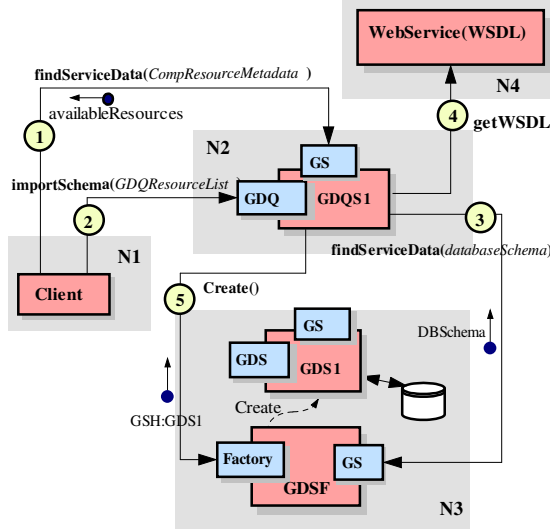 WebService(WSDL)
N4
findServiceData(CompResourceMetadata )
availableResources
1
4
getWSDL
N2
GS
importSchema(GDQResourceList )
GDQ
GDQS1
2
3
N1
findServiceData(databaseSchema)
Client
5
Create()
GS
DBSchema
GDS
GDS1
Create
GSH:GDS1
Factory
GS
GDSF
N3